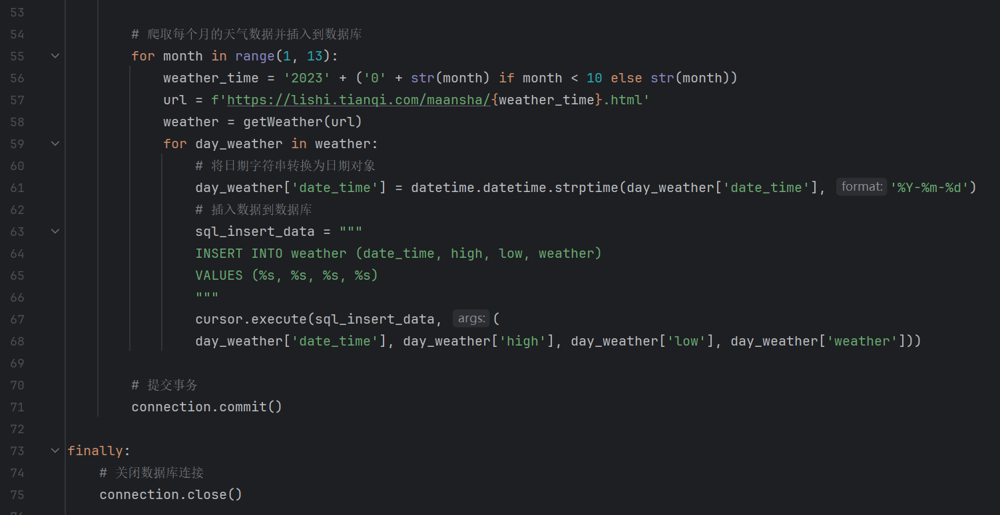 53
54 # 爬取每个月的天气数据并插入到数据库
55 for month in range(1, 13):
56 weather_time = '2023' + ('0' + str(month) if month < 10 else str(month))
57 url = f'https://lishi.tianqi.com/maansha/{weather_time}.html'
58 weather = getWeather(url)
59 for day_weather in weather:
60 # 将日期字符串转换为日期对象
61 day_weather['date_time'] = datetime.datetime.strptime(day_weather['date_time'], format: '%Y-%m-%d')
62 # 插入数据到数据库
63 sql_insert_data = """
64 INSERT INTO weather (date_time, high, low, weather)
65 VALUES (%s, %s, %s, %s)
66 """
67 cursor.execute(sql_insert_data, args: (
68 day_weather['date_time'], day_weather['high'], day_weather['low'], day_weather['weather']))
69
70 # 提交事务
71 connection.commit()
72
73 finally:
74 # 关闭数据库连接
75 connection.close()